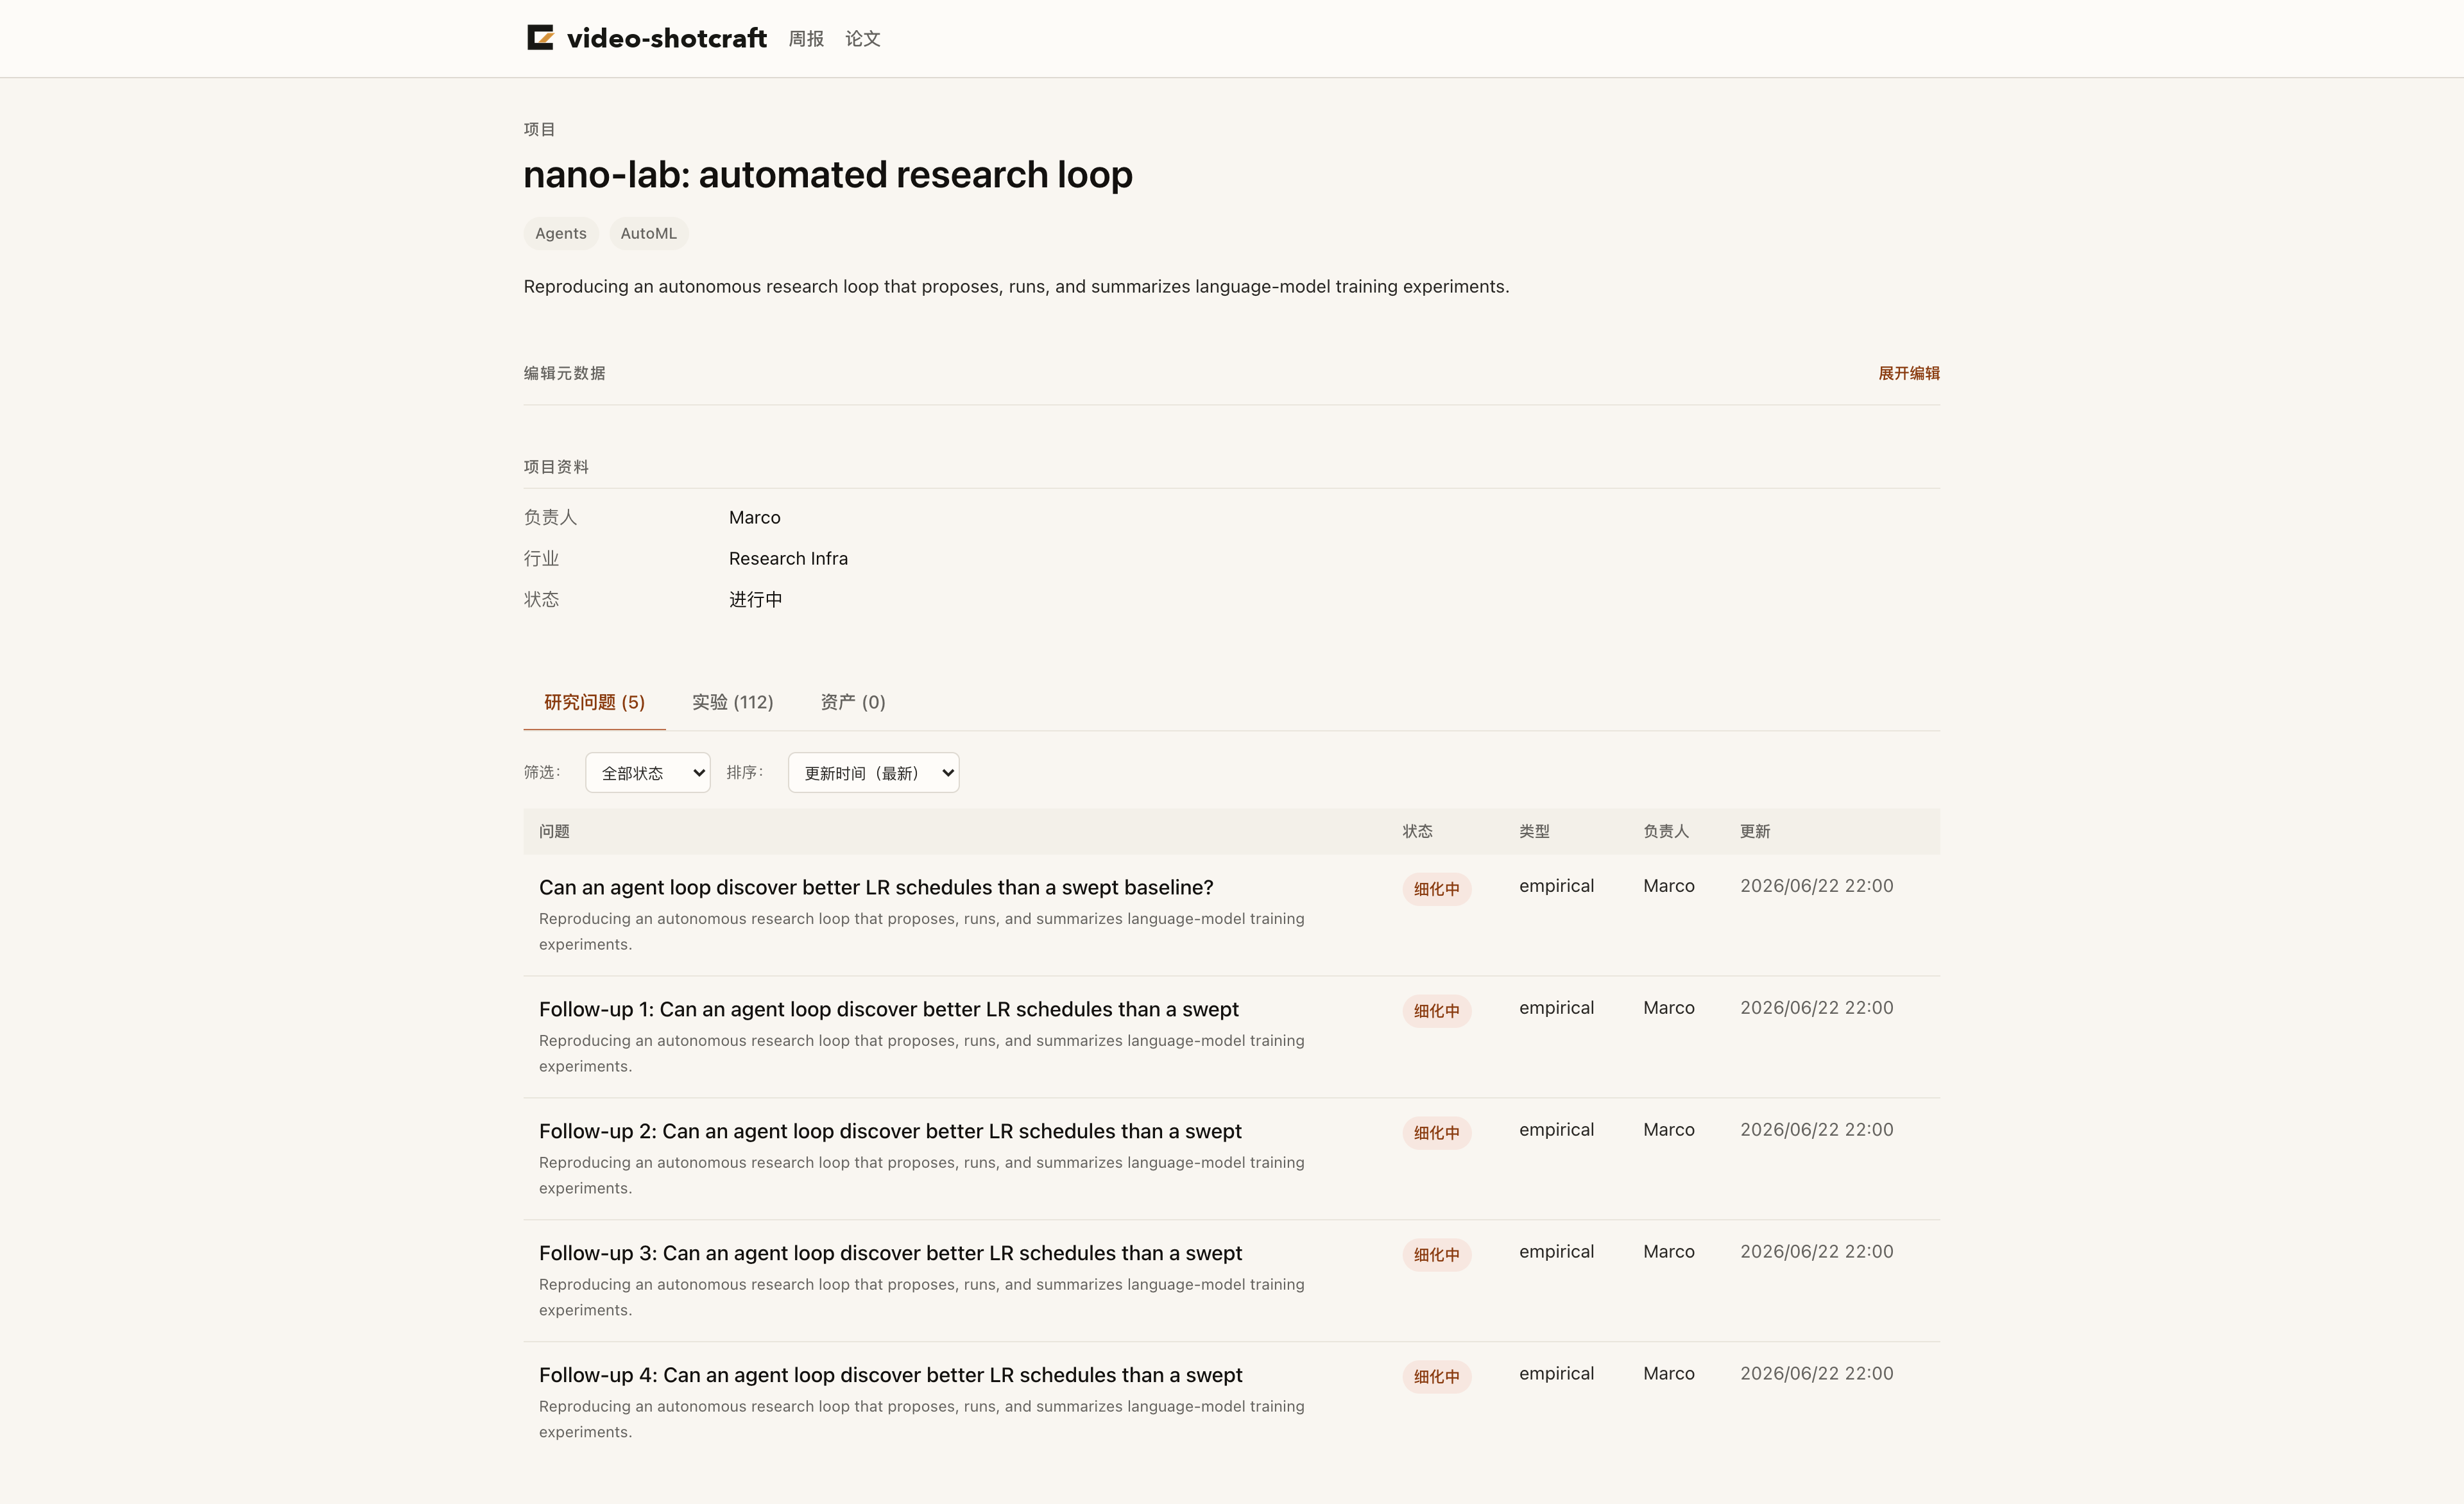 video-shotcraft 周报 论文
项目
nano-lab: automated research loop
Agents AutoML
Reproducing an autonomous research loop that proposes, runs, and summarizes language-model training experiments.
编辑元数据 展开编辑
项目资料
负责人 Marco
行业 Research Infra
状态 进行中
研究问题 (5) 实验 (112) 资产 (0)
筛选: 全部状态 排序: 更新时间（最新）
问题 状态 类型 负责人 更新
Can an agent loop discover better LR schedules than a swept baseline? 细化中 empirical Marco 2026/06/22 22:00
Reproducing an autonomous research loop that proposes, runs, and summarizes language-model training
experiments.
Follow-up 1: Can an agent loop discover better LR schedules than a swept 细化中 empirical Marco 2026/06/22 22:00
Reproducing an autonomous research loop that proposes, runs, and summarizes language-model training
experiments.
Follow-up 2: Can an agent loop discover better LR schedules than a swept 细化中 empirical Marco 2026/06/22 22:00
Reproducing an autonomous research loop that proposes, runs, and summarizes language-model training
experiments.
Follow-up 3: Can an agent loop discover better LR schedules than a swept 细化中 empirical Marco 2026/06/22 22:00
Reproducing an autonomous research loop that proposes, runs, and summarizes language-model training
experiments.
Follow-up 4: Can an agent loop discover better LR schedules than a swept 细化中 empirical Marco 2026/06/22 22:00
Reproducing an autonomous research loop that proposes, runs, and summarizes language-model training
experiments.